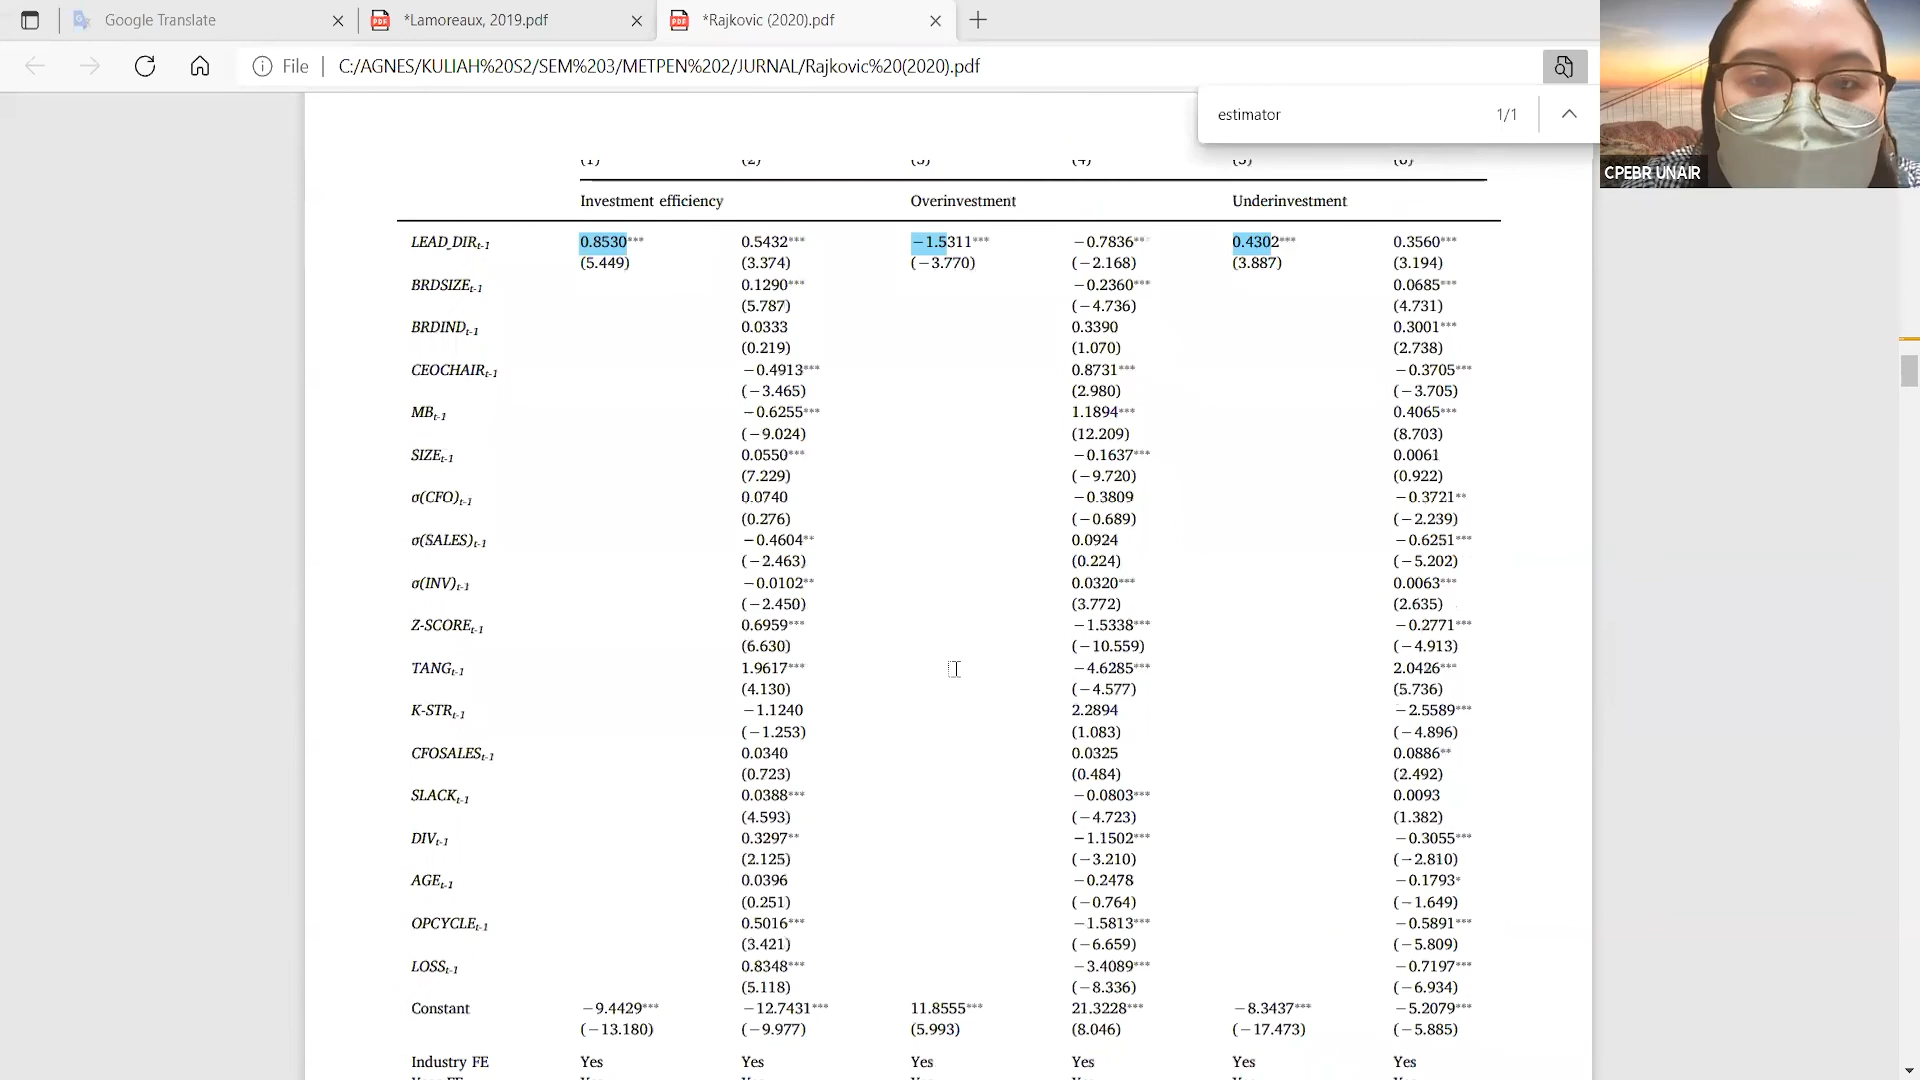 Google Translate
*Lamoreaux, 2019.pdf
*Rajkovic (2020).pdf
File
C:/AGNES/KULIAH%20S2/SEM%203/METPEN%202/JURNAL/Rajkovic%20(2020).pdf
estimator 1/1
CPEBR UNAIR
(1) (2) (3) (4) (5) (6)
Investment efficiency Overinvestment Underinvestment
LEAD_DIRt-1 0.8530*** 0.5432*** −1.5311*** −0.7836** 0.4302*** 0.3560***
(5.449) (3.374) (−3.770) (−2.168) (3.887) (3.194)
BRDSIZEt-1 0.1290*** −0.2360*** 0.0685***
(5.787) (−4.736) (4.731)
BRDINDt-1 0.0333 0.3390 0.3001***
(0.219) (1.070) (2.738)
CEOCHAIRt-1 −0.4913*** 0.8731*** −0.3705***
(−3.465) (2.980) (−3.705)
MBt-1 −0.6255*** 1.1894*** 0.4065***
(−9.024) (12.209) (8.703)
SIZEt-1 0.0550*** −0.1637*** 0.0061
(7.229) (−9.720) (0.922)
σ(CFO)t-1 0.0740 −0.3809 −0.3721**
(0.276) (−0.689) (−2.239)
σ(SALES)t-1 −0.4604** 0.0924 −0.6251***
(−2.463) (0.224) (−5.202)
σ(INV)t-1 −0.0102** 0.0320*** 0.0063***
(−2.450) (3.772) (2.635)
Z-SCOREt-1 0.6959*** −1.5338*** −0.2771***
(6.630) (−10.559) (−4.913)
TANGt-1 1.9617*** −4.6285*** 2.0426***
(4.130) (−4.577) (5.736)
K-STRt-1 −1.1240 2.2894 −2.5589***
(−1.253) (1.083) (−4.896)
CFOSALESt-1 0.0340 0.0325 0.0886**
(0.723) (0.484) (2.492)
SLACKt-1 0.0388*** −0.0803*** 0.0093
(4.593) (−4.723) (1.382)
DIVt-1 0.3297** −1.1502*** −0.3055***
(2.125) (−3.210) (−2.810)
AGEt-1 0.0396 −0.2478 −0.1793*
(0.251) (−0.764) (−1.649)
OPCYCLEt-1 0.5016*** −1.5813*** −0.5891***
(3.421) (−6.659) (−5.809)
LOSSt-1 0.8348*** −3.4089*** −0.7197***
(5.118) (−8.336) (−6.934)
Constant −9.4429*** −12.7431*** 11.8555*** 21.3228*** −8.3437*** −5.2079***
(−13.180) (−9.977) (5.993) (8.046) (−17.473) (−5.885)
Industry FE Yes Yes Yes Yes Yes Yes